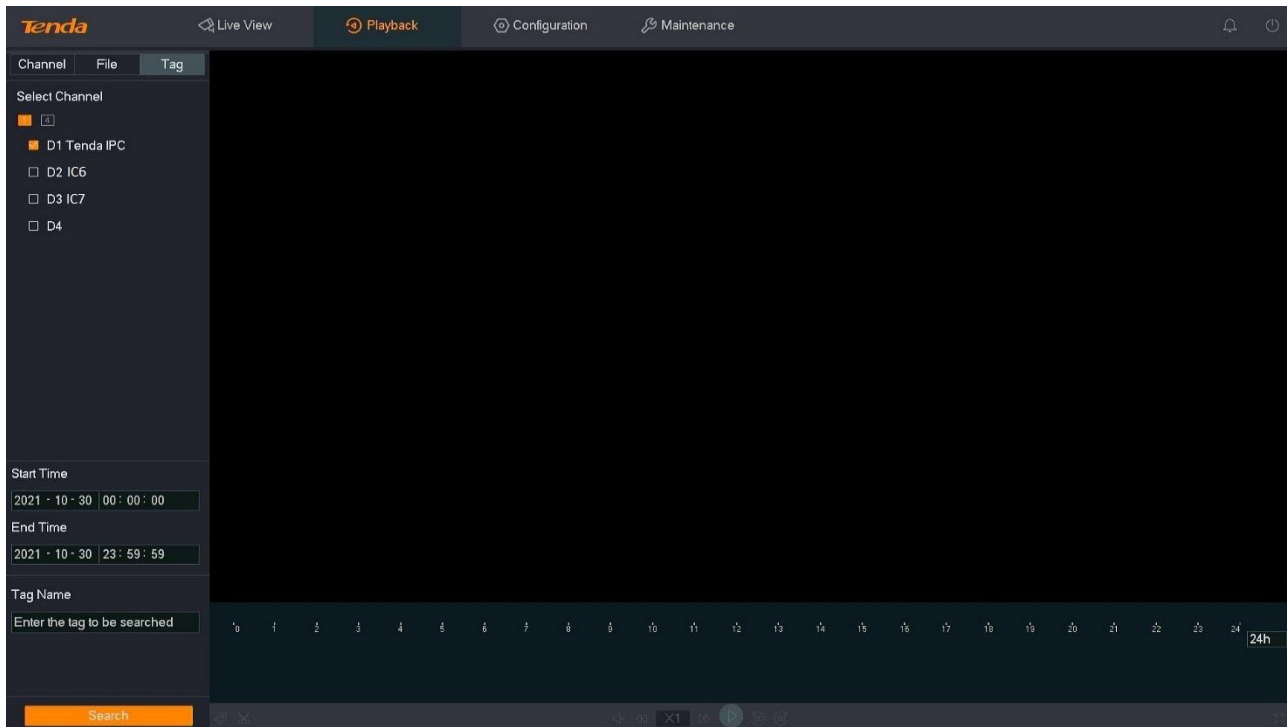 Tenda Live View Playback Configuration Maintenance
Channel File Tag
Select Channel
1 4
D1 Tenda IPC
D2 IC6
D3 IC7
D4
Start Time
2021 - 10 - 30 00 : 00 : 00
End Time
2021 - 10 - 30 23 : 59 : 59
Tag Name
Enter the tag to be searched
0 1 2 3 4 5 6 7 8 9 10 11 12 13 14 15 16 17 18 19 20 21 22 23 24
24h
Search
X1